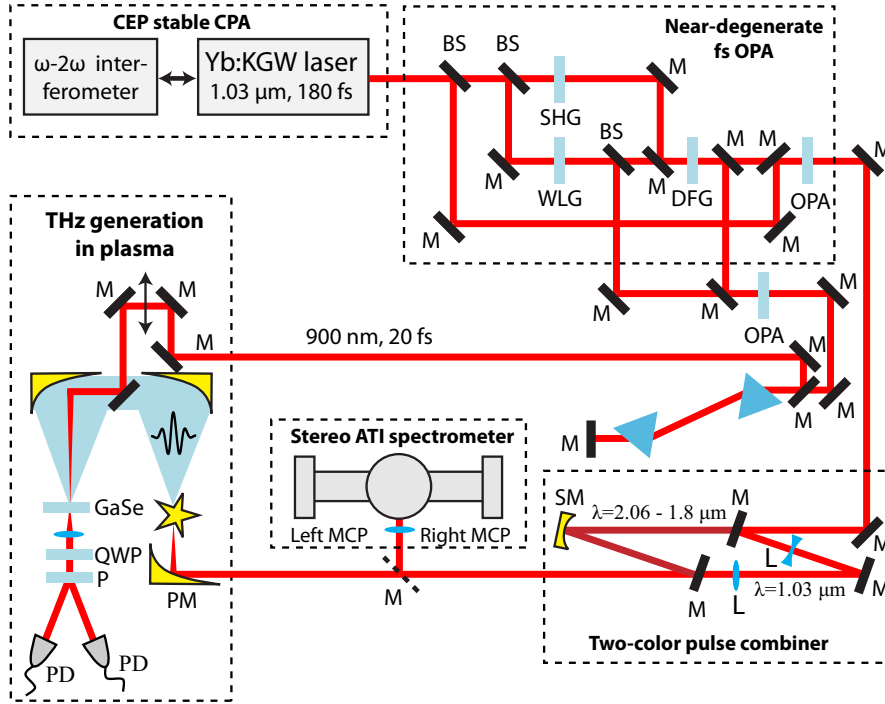 CEP stable CPA
ω-2ω inter-
ferometer
Yb:KGW laser
1.03 μm, 180 fs
Near-degenerate
fs OPA
BS
BS
M
SHG
BS
M
M
M
WLG
M
DFG
OPA
M
M
M
M
M
OPA
M
THz generation
in plasma
M
M
M
900 nm, 20 fs
M
M
M
M
Stereo ATI spectrometer
Left MCP
Right MCP
GaSe
QWP
P
PM
M
PD
PD
SM
λ=2.06 - 1.8 μm
M
L
M
M
L
λ=1.03 μm
M
Two-color pulse combiner